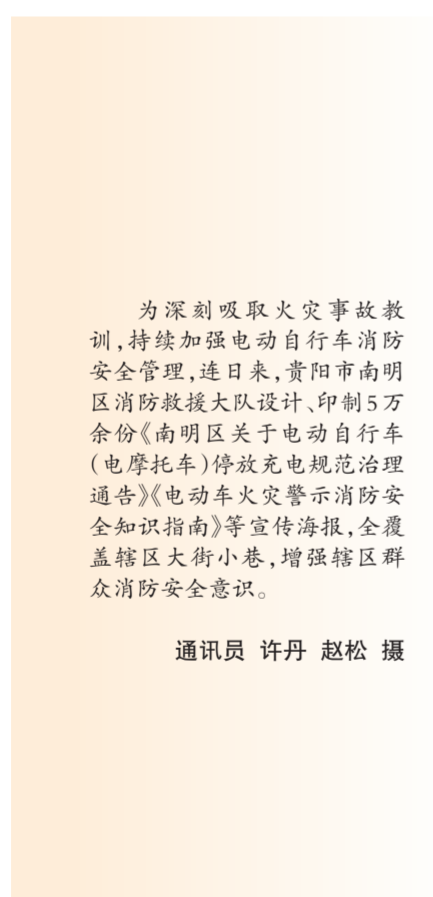 为深刻吸取火灾事故教
训，持续加强电动自行车消防
安全管理，连日来，贵阳市南明
区消防救援大队设计、印制5万
余份《南明区关于电动自行车
（电摩托车）停放充电规范治理
通告》《电动车火灾警示消防安
全知识指南》等宣传海报，全覆
盖辖区大街小巷，增强辖区群
众消防安全意识。
通讯员 许丹 赵松 摄